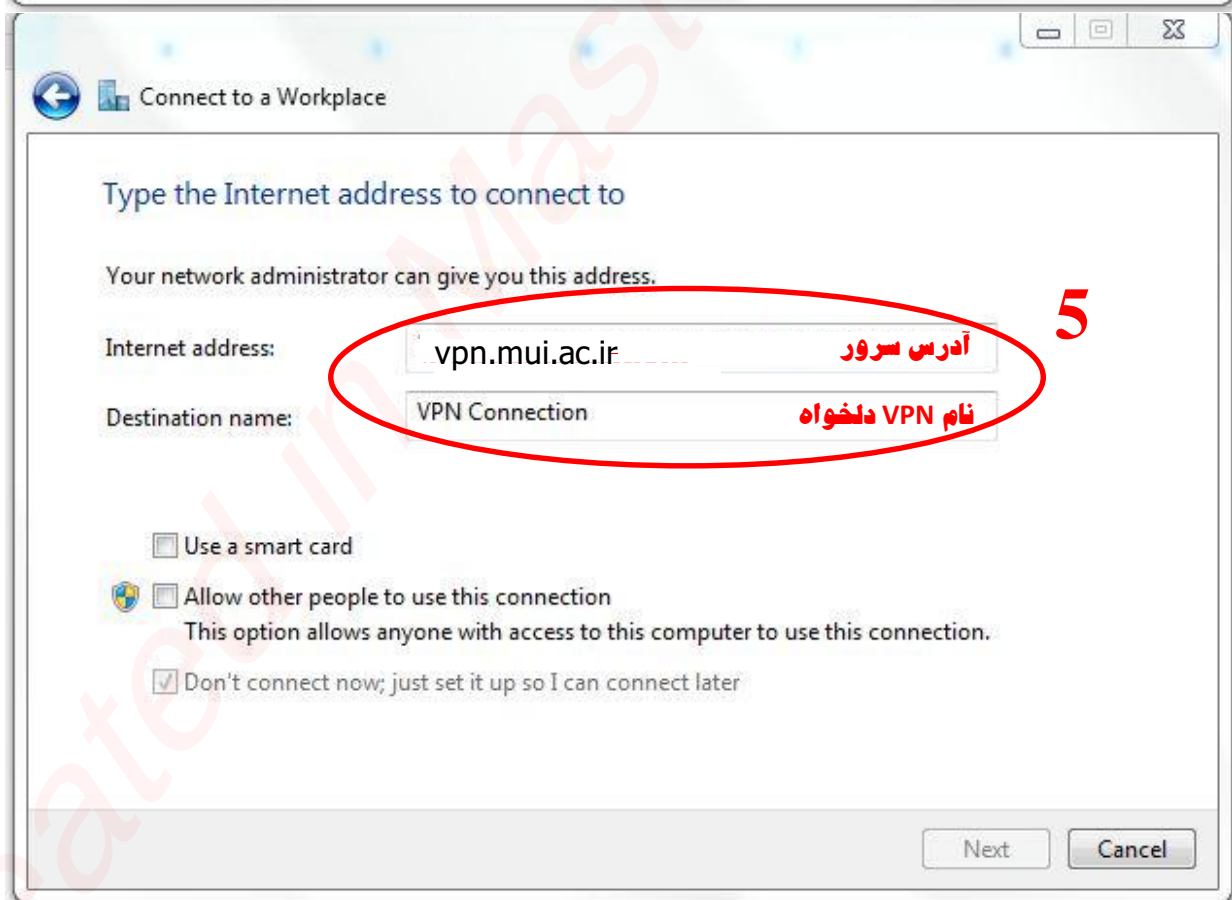 Connect to a Workplace
Type the Internet address to connect to
Your network administrator can give you this address.
5
Internet address: vpn.mui.ac.ir آدرس سرور
Destination name: VPN Connection نام VPN دلخواه
Use a smart card
Allow other people to use this connection
This option allows anyone with access to this computer to use this connection.
Don't connect now; just set it up so I can connect later
Next Cancel